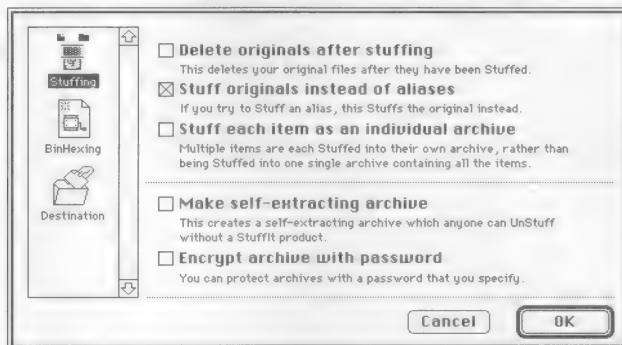 Stuffing
BinHexing
Destination
Delete originals after stuffing
This deletes your original files after they have been Stuffed.
Stuff originals instead of aliases
If you try to Stuff an alias, this Stuffs the original instead.
Stuff each item as an individual archive
Multiple items are each Stuffed into their own archive, rather than
being Stuffed into one single archive containing all the items.
Make self-extracting archive
This creates a self-extracting archive which anyone can UnStuff
without a StuffIt product.
Encrypt archive with password
You can protect archives with a password that you specify.
Cancel
OK